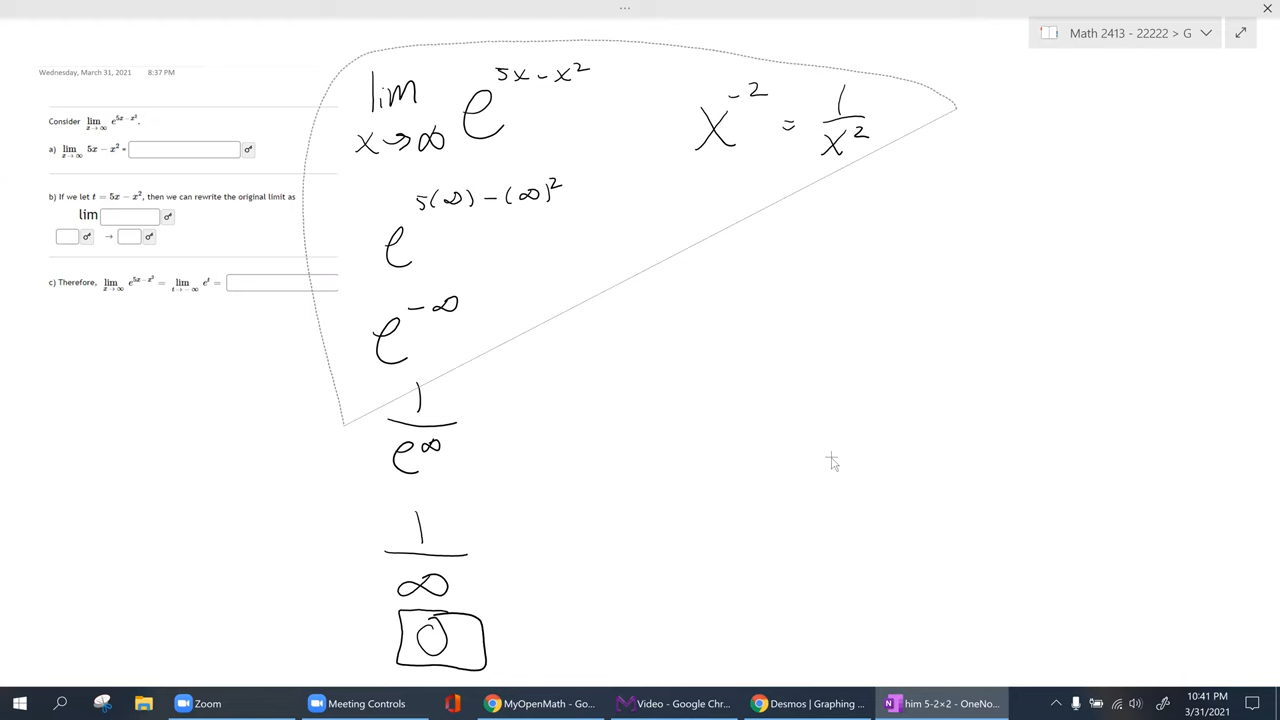 Math 2413 - 22222 > G
Wednesday, March 31, 2021 8:37 PM
Consider lim x→∞ e^(5x−x²).
a) lim x→∞ 5x − x² =
b) If we let t = 5x − x², then we can rewrite the original limit as
lim
→
c) Therefore, lim x→∞ e^(5x−x²) = lim t→−∞ e^t =
lim x→∞ e^(5x−x²)
x^(−2) = 1/x²
e^(5(∞)−(∞)²)
e^(−∞)
1/e^∞
1/∞
0
Zoom
Meeting Controls
MyOpenMath - Go...
Video - Google Chr...
Desmos | Graphing ...
him 5-2×2 - OneNo...
10:41 PM
3/31/2021